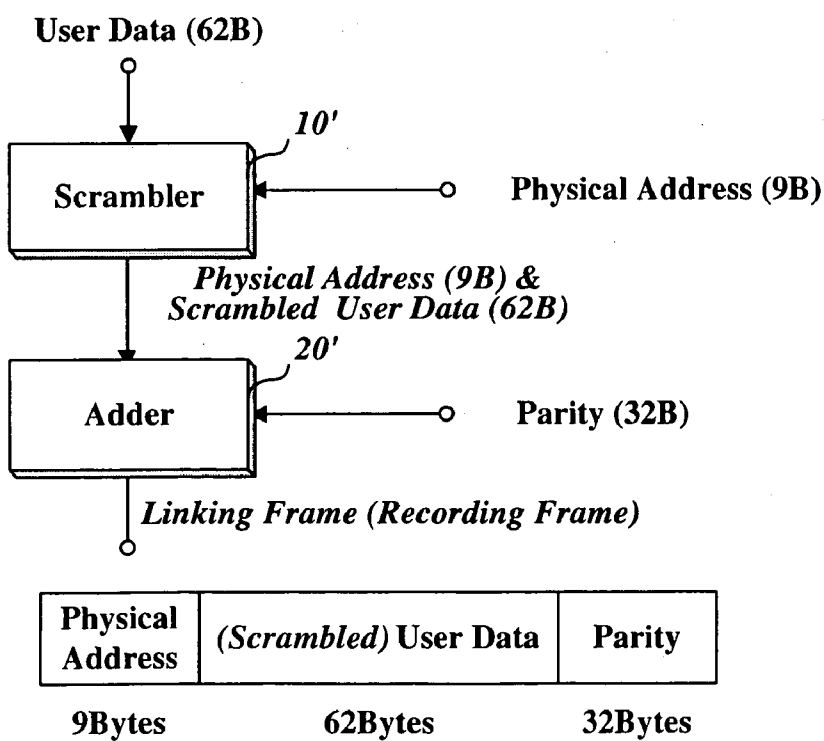 User Data (62B)
10'
Scrambler
Physical Address (9B)
Physical Address (9B) &
Scrambled User Data (62B)
20'
Adder
Parity (32B)
Linking Frame (Recording Frame)
Physical
Address
(Scrambled) User Data
Parity
9Bytes
62Bytes
32Bytes